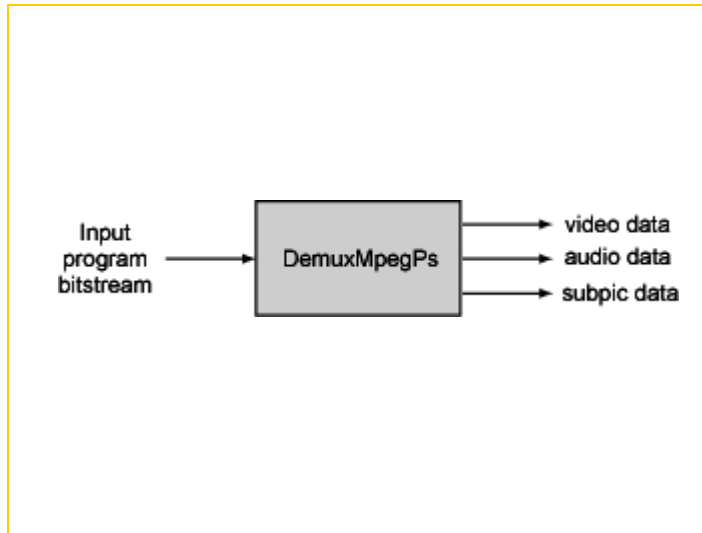 Input
program
bitstream
DemuxMpegPs
video data
audio data
subpic data